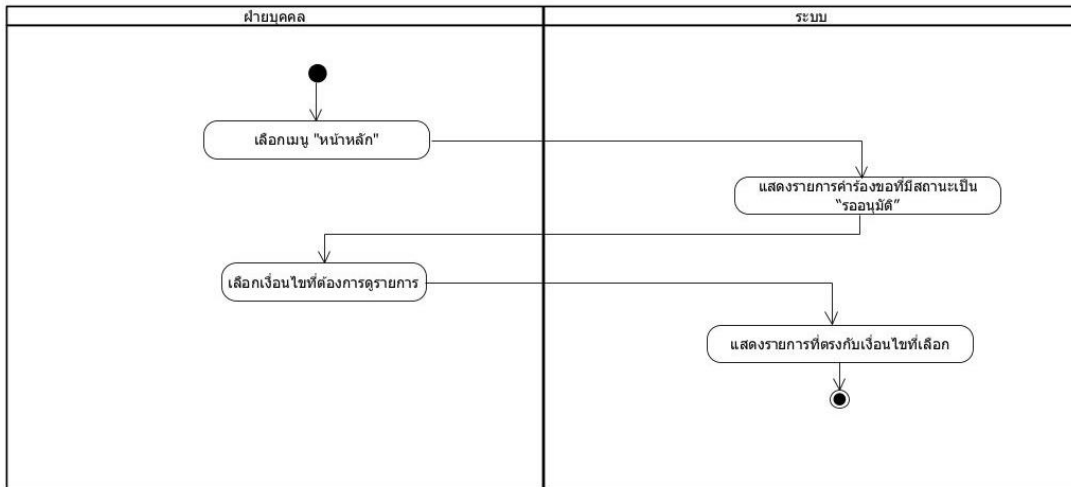 ฝ่ายบุคคล
ระบบ
เลือกเมนู "หน้าหลัก"
แสดงรายการคำร้องขอที่มีสถานะเป็น
“รออนุมัติ”
เลือกเงื่อนไขที่ต้องการดูรายการ
แสดงรายการที่ตรงกับเงื่อนไขที่เลือก